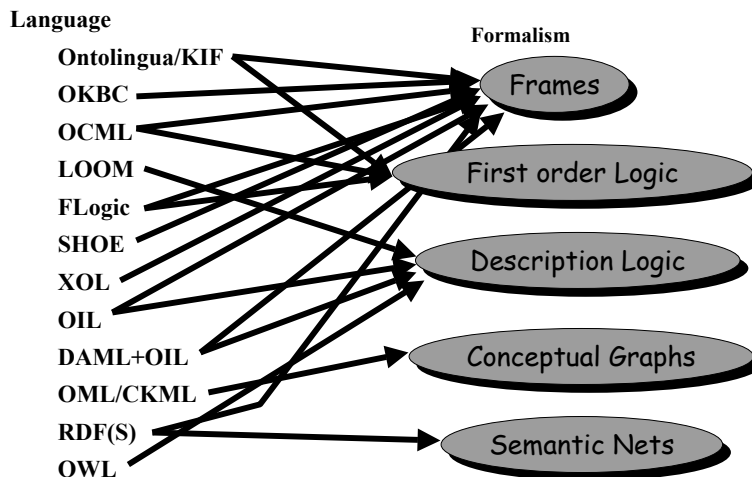 Language
Formalism
Ontolingua/KIF
Frames
OKBC
OCML
LOOM
First order Logic
FLogic
SHOE
Description Logic
XOL
OIL
DAML+OIL
Conceptual Graphs
OML/CKML
RDF(S)
Semantic Nets
OWL